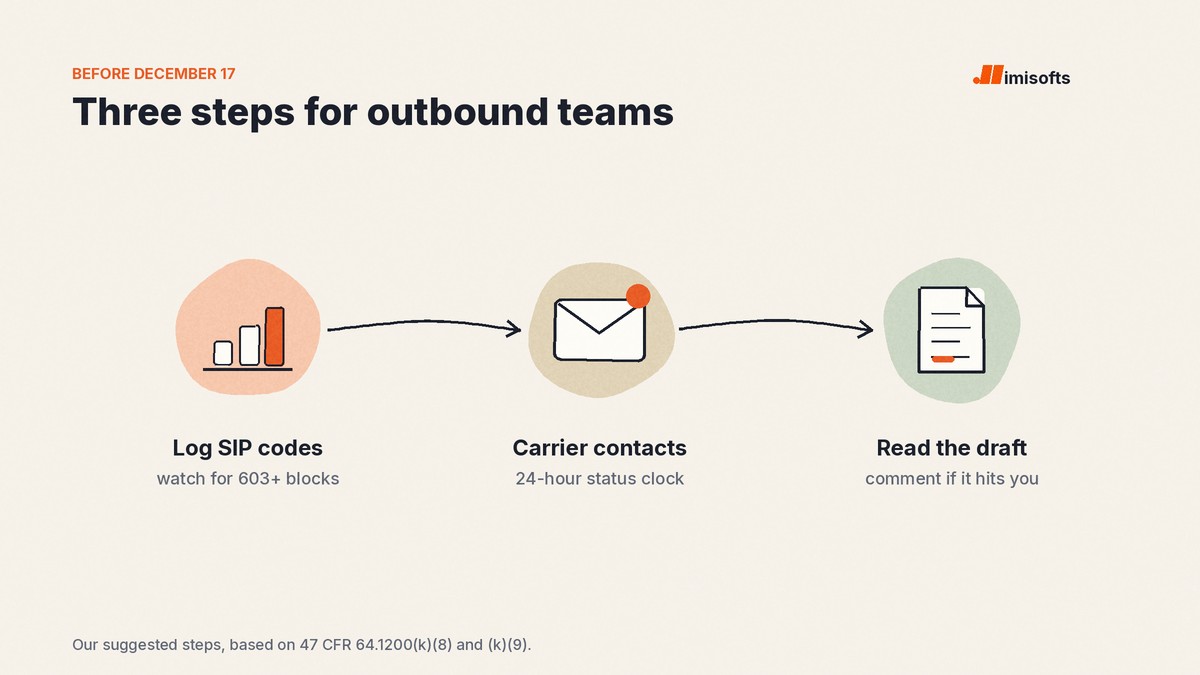 BEFORE DECEMBER 17
Three steps for outbound teams
imisofts
Log SIP codes
watch for 603+ blocks
Carrier contacts
24-hour status clock
Read the draft
comment if it hits you
Our suggested steps, based on 47 CFR 64.1200(k)(8) and (k)(9).